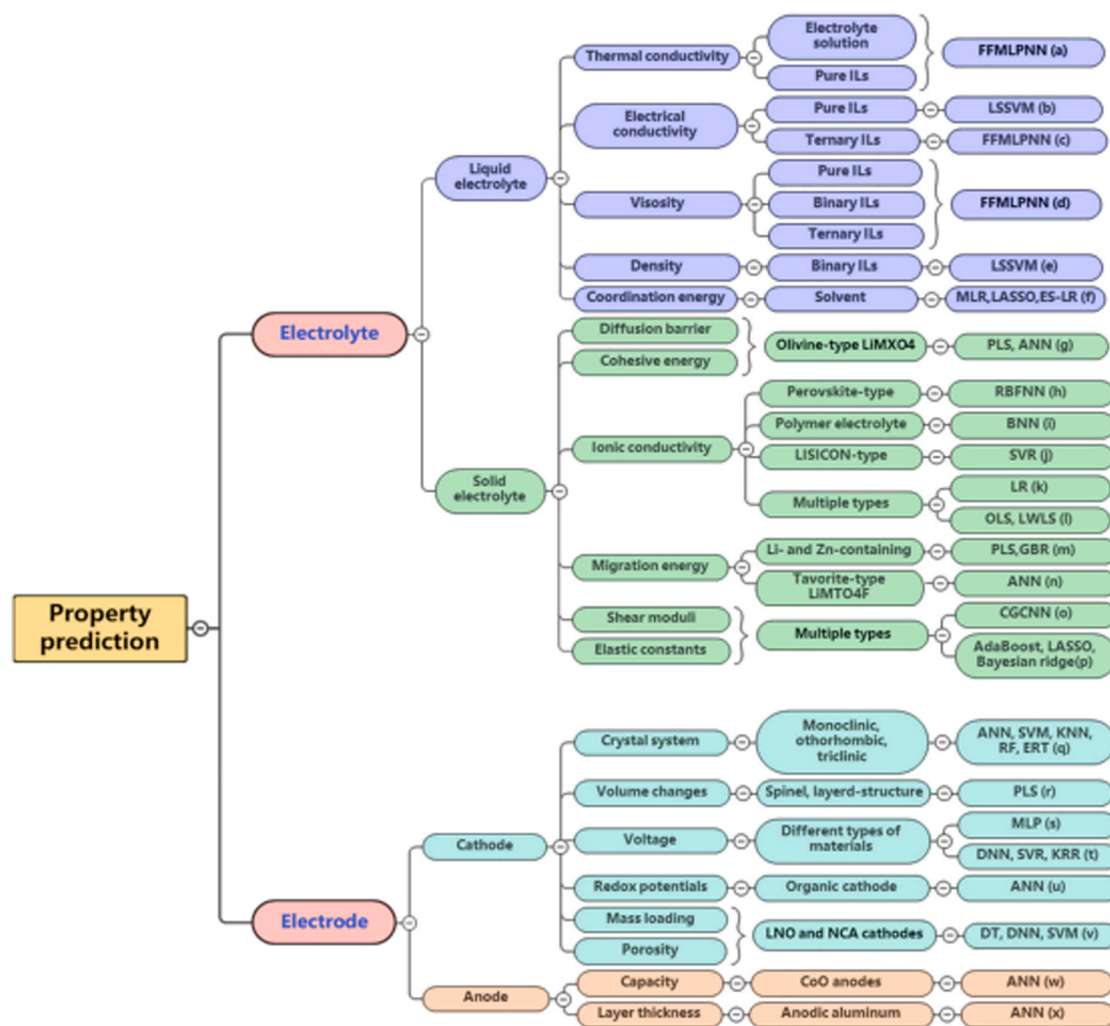 Property
prediction
Electrolyte
Liquid
electrolyte
Thermal conductivity
Electrolyte
solution
Pure ILs
FFMLPNN (a)
Electrical
conductivity
Pure ILs
LSSVM (b)
Ternary ILs
FFMLPNN (c)
Visosity
Pure ILs
Binary ILs
Ternary ILs
FFMLPNN (d)
Density
Binary ILs
LSSVM (e)
Coordination energy
Solvent
MLR,LASSO,ES-LR (f)
Solid
electrolyte
Diffusion barrier
Cohesive energy
Olivine-type LiMXO4
PLS, ANN (g)
Ionic conductivity
Perovskite-type
RBFNN (h)
Polymer electrolyte
BNN (i)
LISICON-type
SVR (j)
Multiple types
LR (k)
OLS, LWLS (l)
Migration energy
Li- and Zn-containing
PLS,GBR (m)
Tavorite-type
LiMTO4F
ANN (n)
Shear moduli
Elastic constants
Multiple types
CGCNN (o)
AdaBoost, LASSO,
Bayesian ridge(p)
Electrode
Cathode
Crystal system
Monoclinic,
othorhombic,
triclinic
ANN, SVM, KNN,
RF, ERT (q)
Volume changes
Spinel, layerd-structure
PLS (r)
Voltage
Different types of
materials
MLP (s)
DNN, SVR, KRR (t)
Redox potentials
Organic cathode
ANN (u)
Mass loading
Porosity
LNO and NCA cathodes
DT, DNN, SVM (v)
Anode
Capacity
CoO anodes
ANN (w)
Layer thickness
Anodic aluminum
ANN (x)